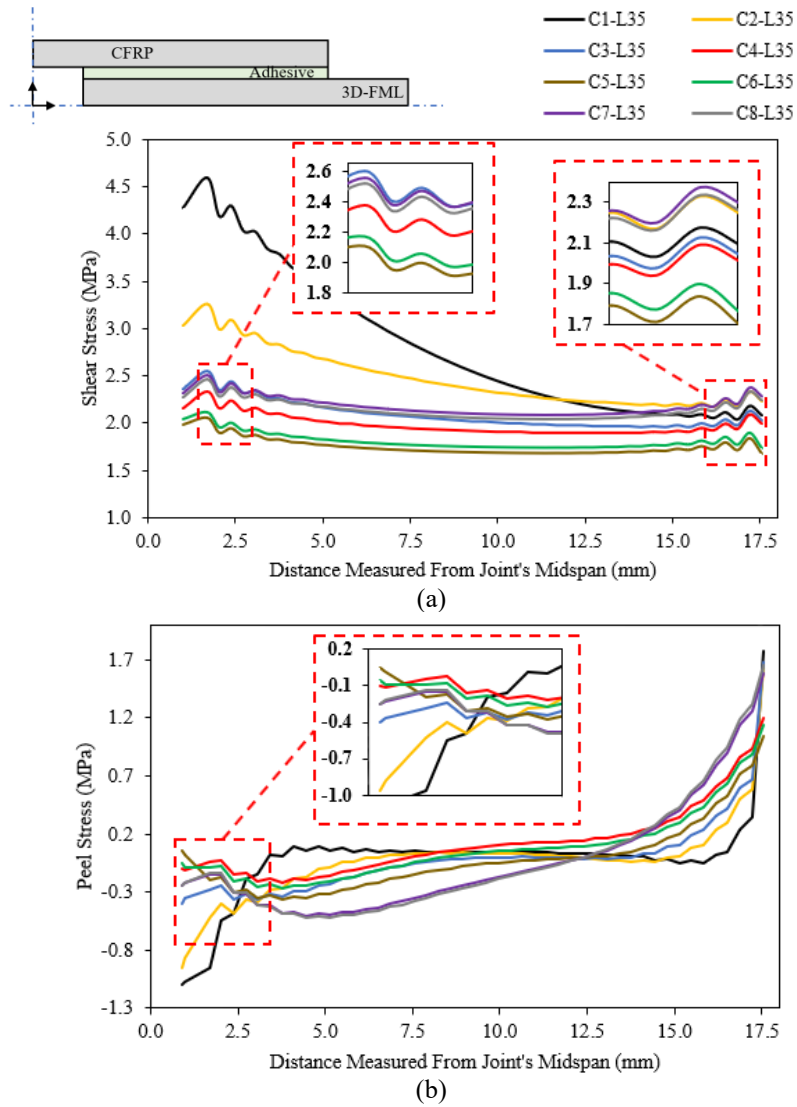 C1-L35 C2-L35
C3-L35 C4-L35
C5-L35 C6-L35
C7-L35 C8-L35
CFRP
Adhesive
3D-FML
5.0
4.5
4.0
3.5
3.0
2.5
2.0
1.5
1.0
Shear Stress (MPa)
2.6
2.4
2.2
2.0
1.8
2.3
2.1
1.9
1.7
0.0 2.5 5.0 7.5 10.0 12.5 15.0 17.5
Distance Measured From Joint's Midspan (mm)
(a)
1.7
1.2
0.7
0.2
-0.3
-0.8
-1.3
Peel Stress (MPa)
0.2
-0.1
-0.4
-0.7
-1.0
0.0 2.5 5.0 7.5 10.0 12.5 15.0 17.5
Distance Measured From Joint's Midspan (mm)
(b)